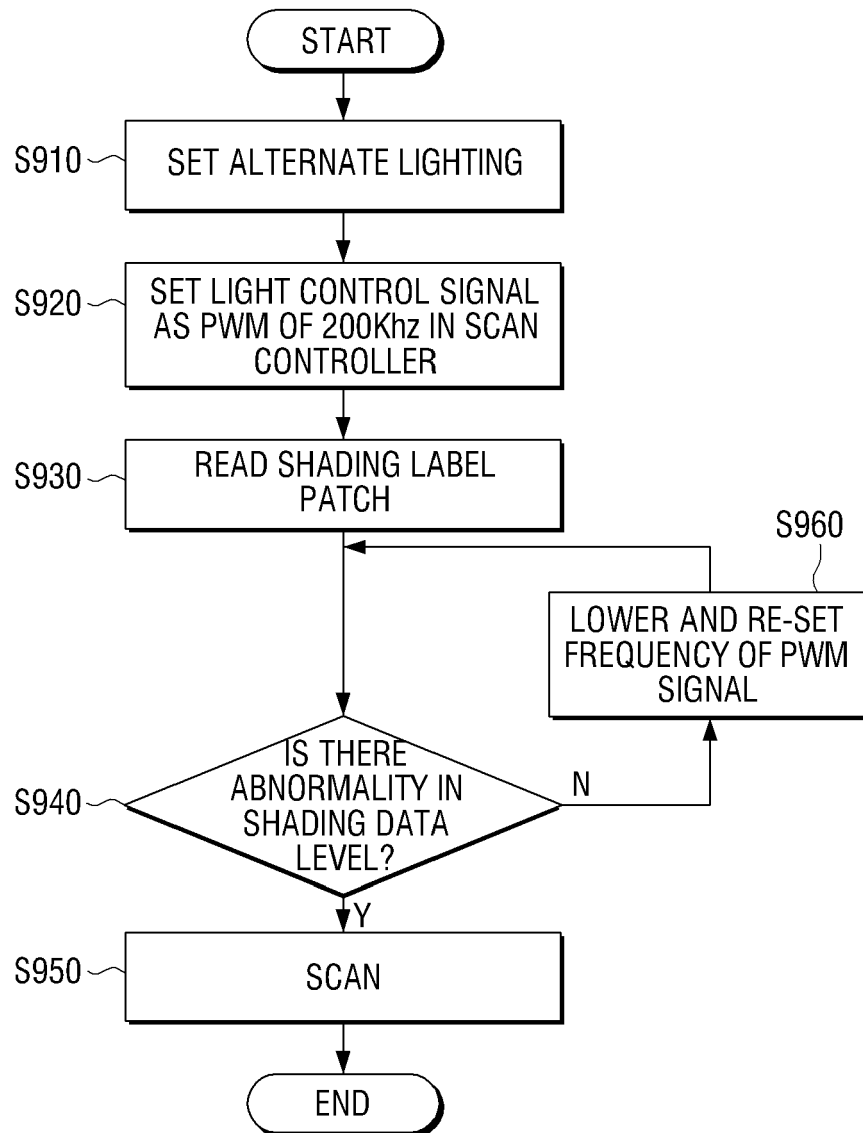 START
S910
SET ALTERNATE LIGHTING
S920
SET LIGHT CONTROL SIGNAL
AS PWM OF 200Khz IN SCAN
CONTROLLER
S930
READ SHADING LABEL
PATCH
S960
LOWER AND RE-SET
FREQUENCY OF PWM
SIGNAL
S940
IS THERE
ABNORMALITY IN
SHADING DATA
LEVEL?
N
Y
S950
SCAN
END